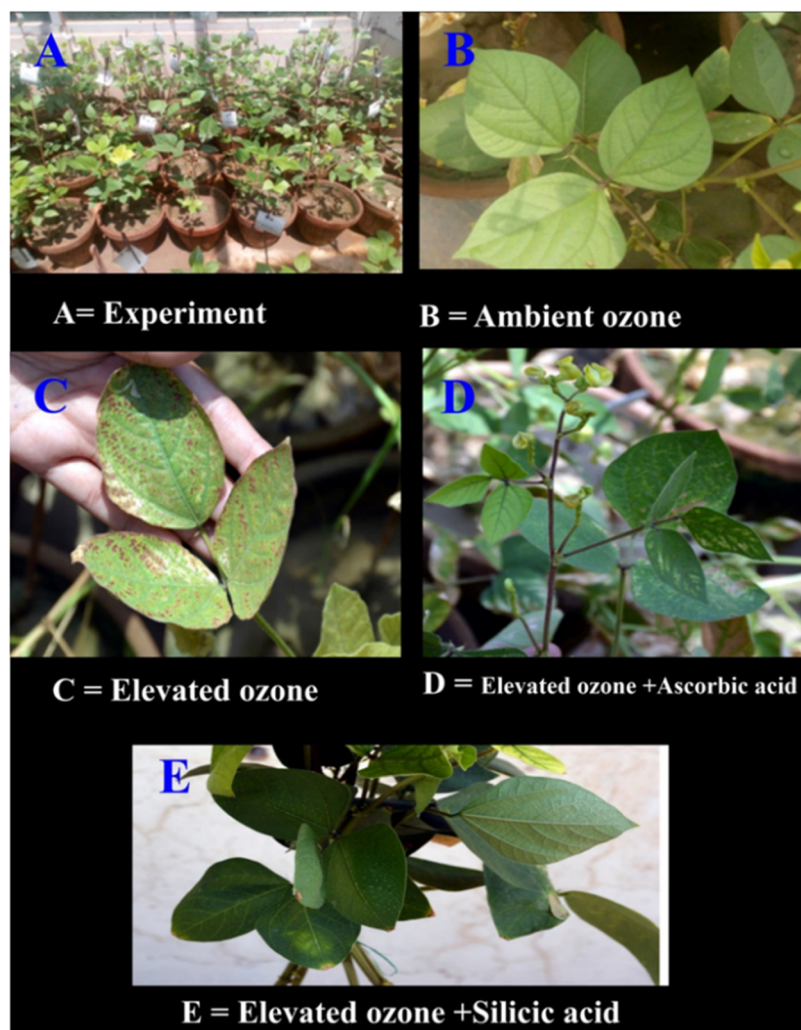 A
B
A= Experiment
B = Ambient ozone
C
D
C = Elevated ozone
D = Elevated ozone +Ascorbic acid
E
E = Elevated ozone +Silicic acid